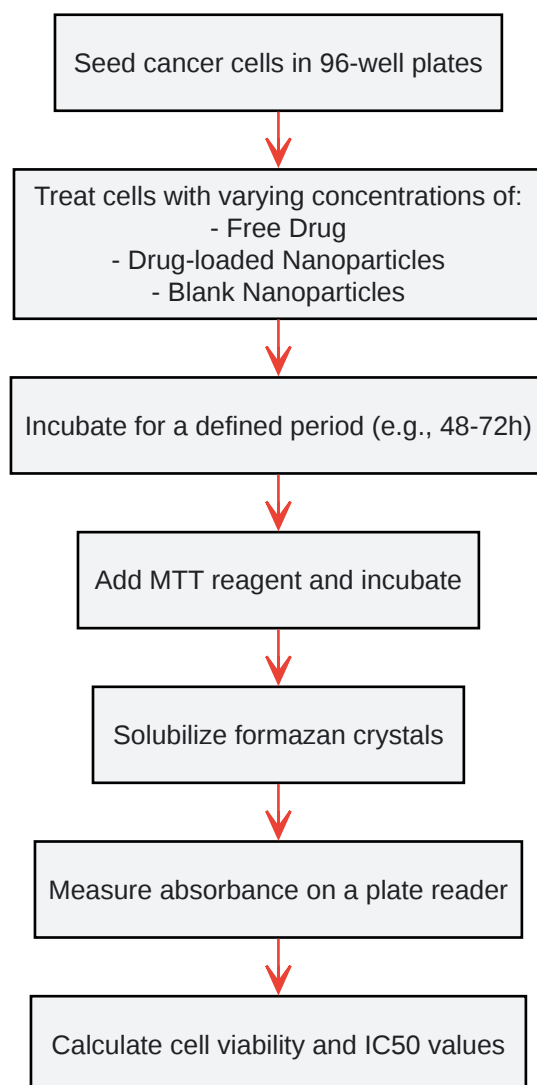 Seed cancer cells in 96-well plates
Treat cells with varying concentrations of:
- Free Drug
- Drug-loaded Nanoparticles
- Blank Nanoparticles
Incubate for a defined period (e.g., 48-72h)
Add MTT reagent and incubate
Solubilize formazan crystals
Measure absorbance on a plate reader
Calculate cell viability and IC50 values